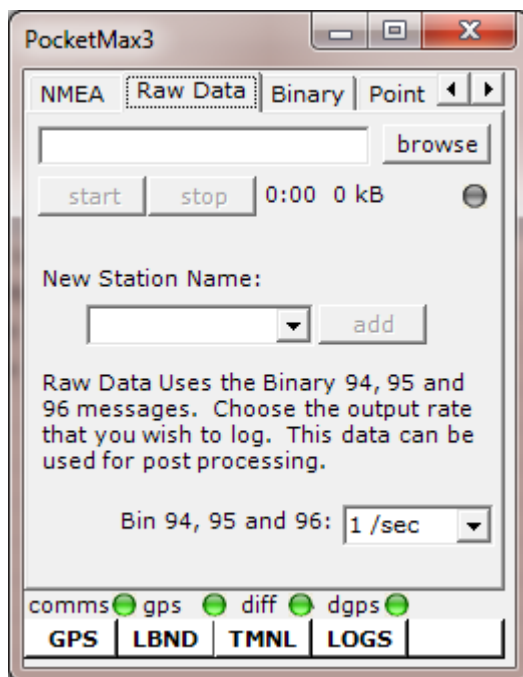 PocketMax3
NMEA Raw Data Binary Point
browse
start stop 0:00 0 kB
New Station Name:
add
Raw Data Uses the Binary 94, 95 and
96 messages. Choose the output rate
that you wish to log. This data can be
used for post processing.
Bin 94, 95 and 96: 1 /sec
comms gps diff dgps
GPS LBND TMNL LOGS